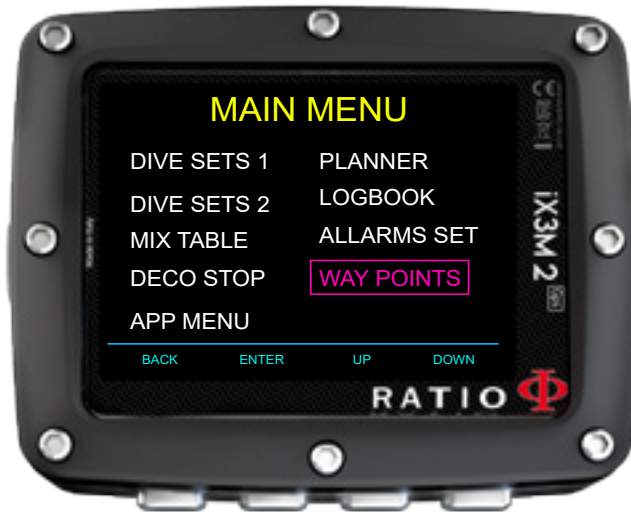 MAIN MENU
DIVE SETS 1
DIVE SETS 2
MIX TABLE
DECO STOP
APP MENU
PLANNER
LOGBOOK
ALLARMS SET
WAY POINTS
BACK ENTER UP DOWN
iX3M 2
RATIO